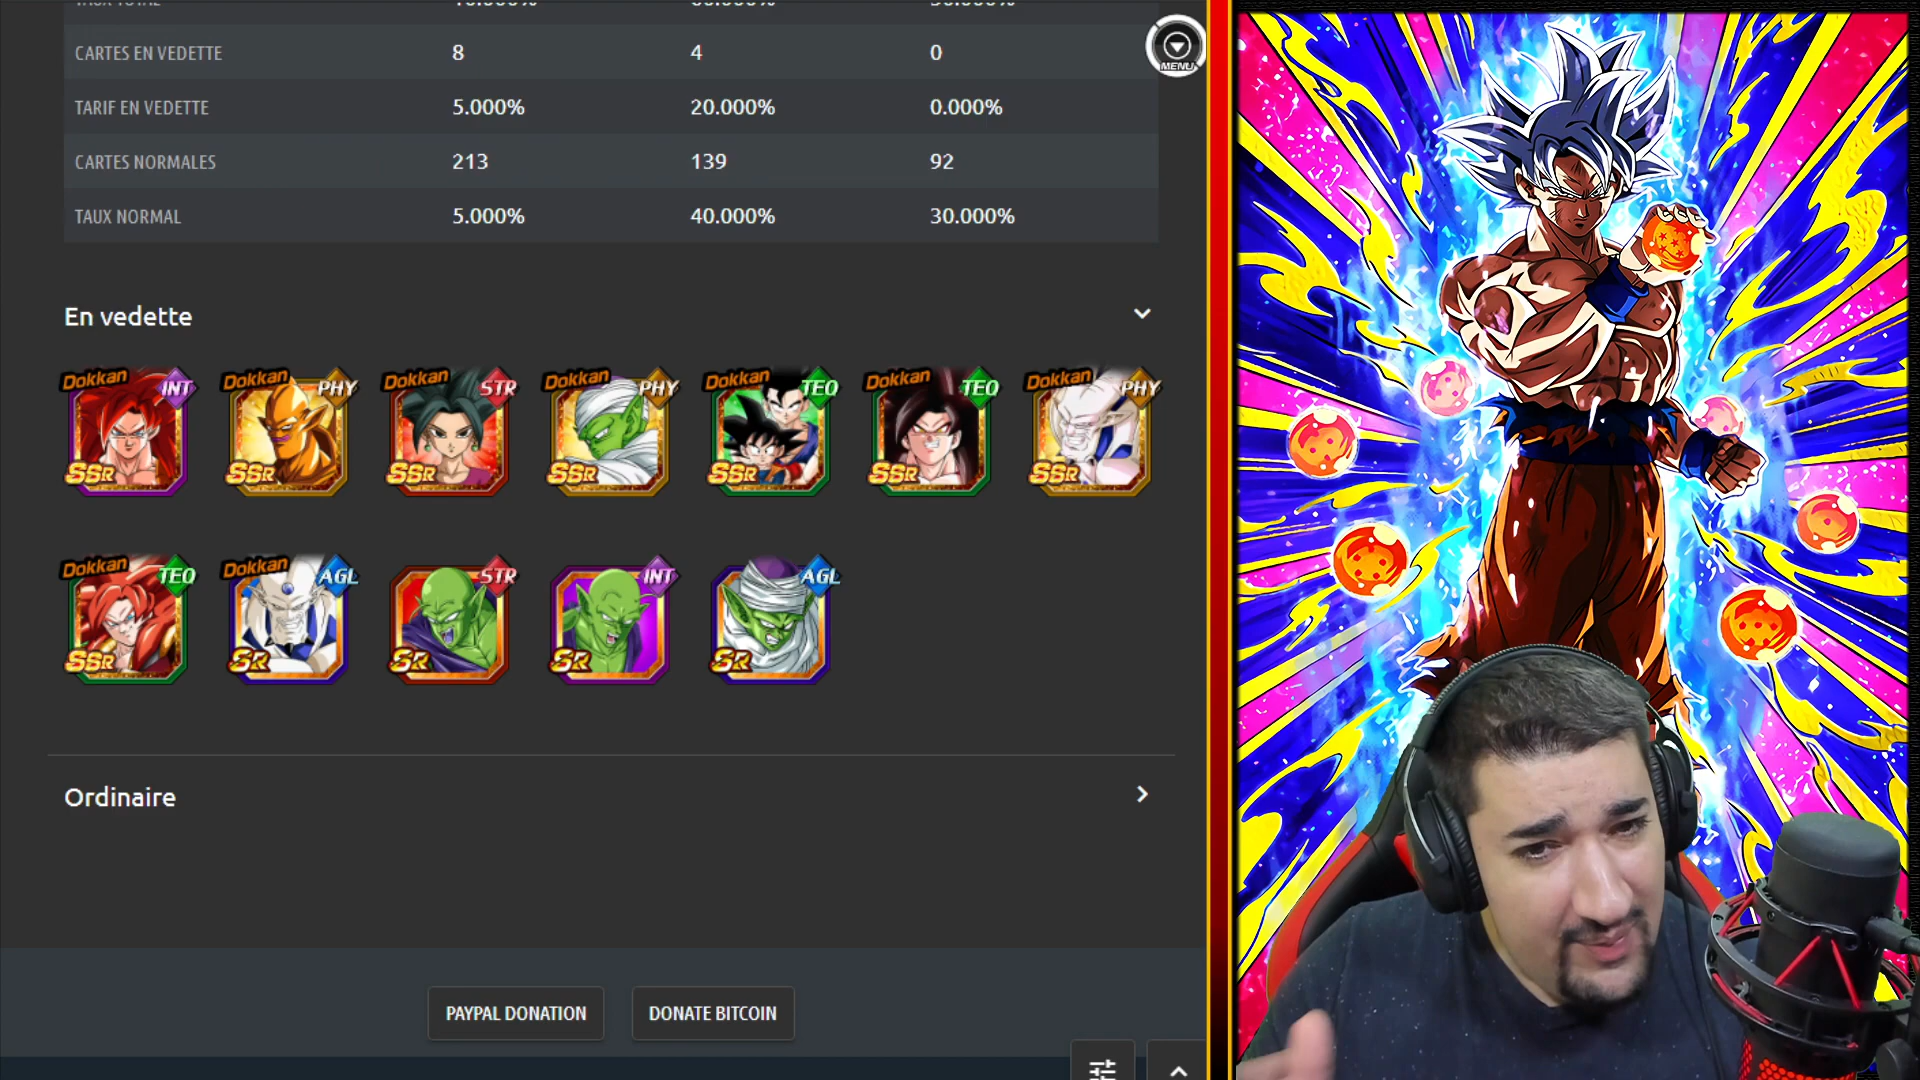 CARTES EN VEDETTE 8 4 0
MENU
TARIF EN VEDETTE 5.000% 20.000% 0.000%
CARTES NORMALES 213 139 92
TAUX NORMAL 5.000% 40.000% 30.000%
En vedette
Dokkan INT Dokkan PHY Dokkan STR Dokkan PHY Dokkan TEQ Dokkan TEQ Dokkan PHY
SSR SSR SSR SSR SSR SSR SSR
Dokkan TEQ Dokkan AGL STR INT AGL
SSR SR SR SR SR
Ordinaire
PAYPAL DONATION DONATE BITCOIN